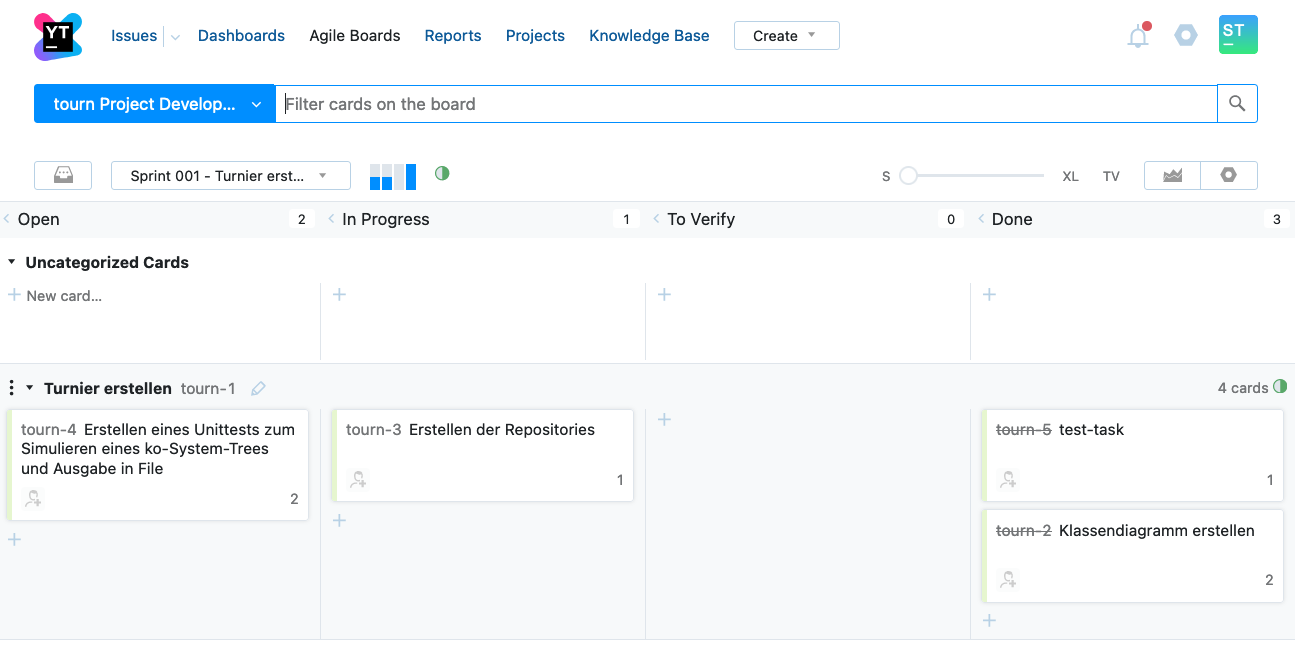 YT
Issues Dashboards Agile Boards Reports Projects Knowledge Base Create
ST
tourn Project Develop... Filter cards on the board
Sprint 001 - Turnier erst... S XL TV
Open 2 In Progress 1 To Verify 0 Done 3
Uncategorized Cards
New card...
Turnier erstellen tourn-1 4 cards
tourn-4 Erstellen eines Unittests zum
Simulieren eines ko-System-Trees
und Ausgabe in File
2
tourn-3 Erstellen der Repositories
1
tourn-5 test-task
1
tourn-2 Klassendiagramm erstellen
2